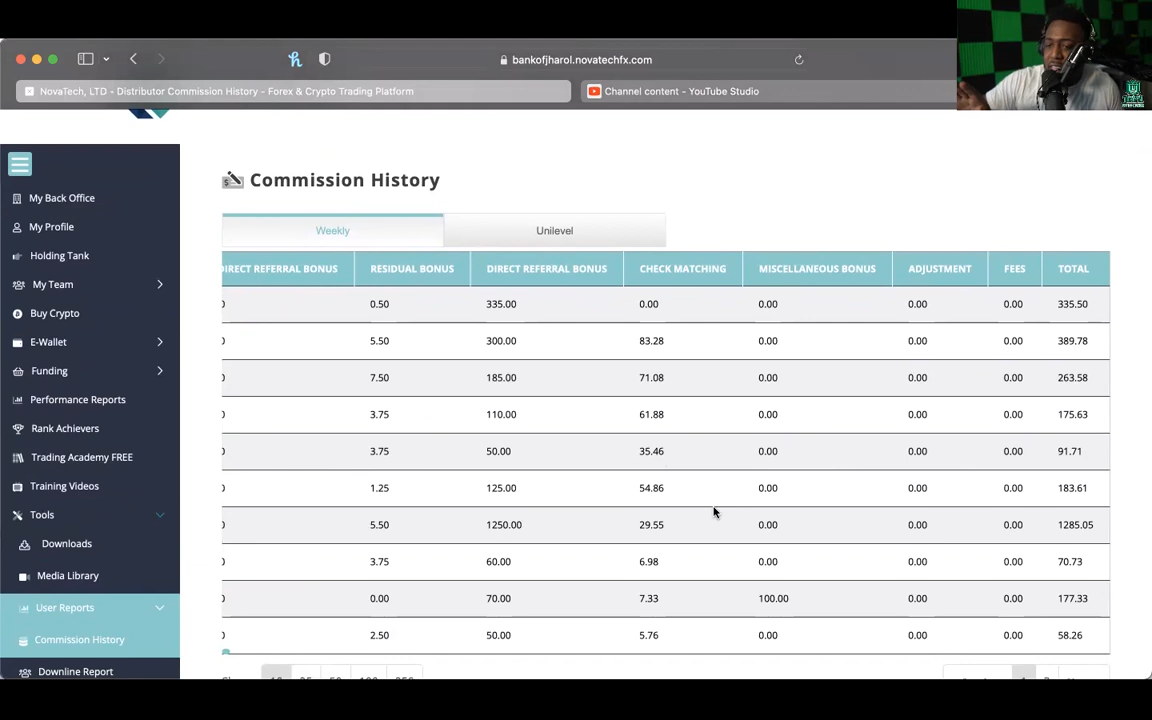 bankofjharol.novatechfx.com
NovaTech, LTD - Distributor Commission History - Forex & Crypto Trading Platform
Channel content - YouTube Studio
My Back Office
My Profile
Holding Tank
My Team
Buy Crypto
E-Wallet
Funding
Performance Reports
Rank Achievers
Trading Academy FREE
Training Videos
Tools
Downloads
Media Library
User Reports
Commission History
Downline Report
Commission History
Weekly Unilevel
DIRECT REFERRAL BONUS RESIDUAL BONUS DIRECT REFERRAL BONUS CHECK MATCHING MISCELLANEOUS BONUS ADJUSTMENT FEES TOTAL
0 0.50 335.00 0.00 0.00 0.00 0.00 335.50
0 5.50 300.00 83.28 0.00 0.00 0.00 389.78
0 7.50 185.00 71.08 0.00 0.00 0.00 263.58
0 3.75 110.00 61.88 0.00 0.00 0.00 175.63
0 3.75 50.00 35.46 0.00 0.00 0.00 91.71
0 1.25 125.00 54.86 0.00 0.00 0.00 183.61
0 5.50 1250.00 29.55 0.00 0.00 0.00 1285.05
0 3.75 60.00 6.98 0.00 0.00 0.00 70.73
0 0.00 70.00 7.33 100.00 0.00 0.00 177.33
0 2.50 50.00 5.76 0.00 0.00 0.00 58.26